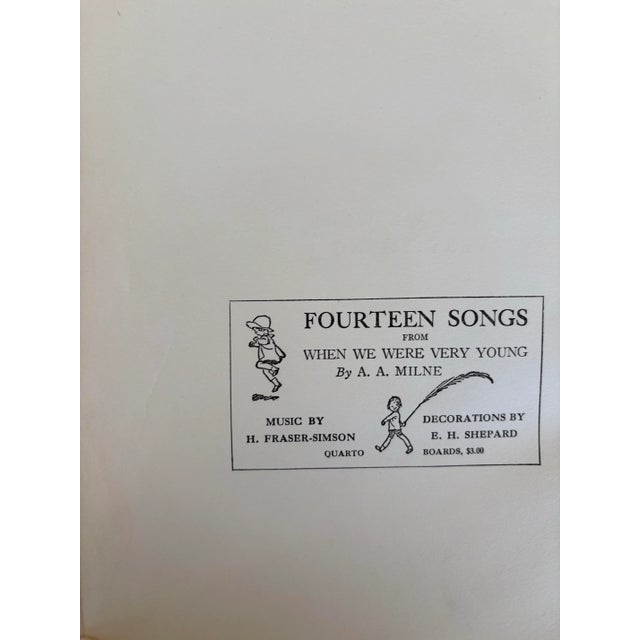 FOURTEEN SONGS
FROM
WHEN WE WERE VERY YOUNG
By A. A. MILNE
MUSIC BY
H. FRASER-SIMSON
DECORATIONS BY
E. H. SHEPARD
QUARTO BOARDS, $3.00